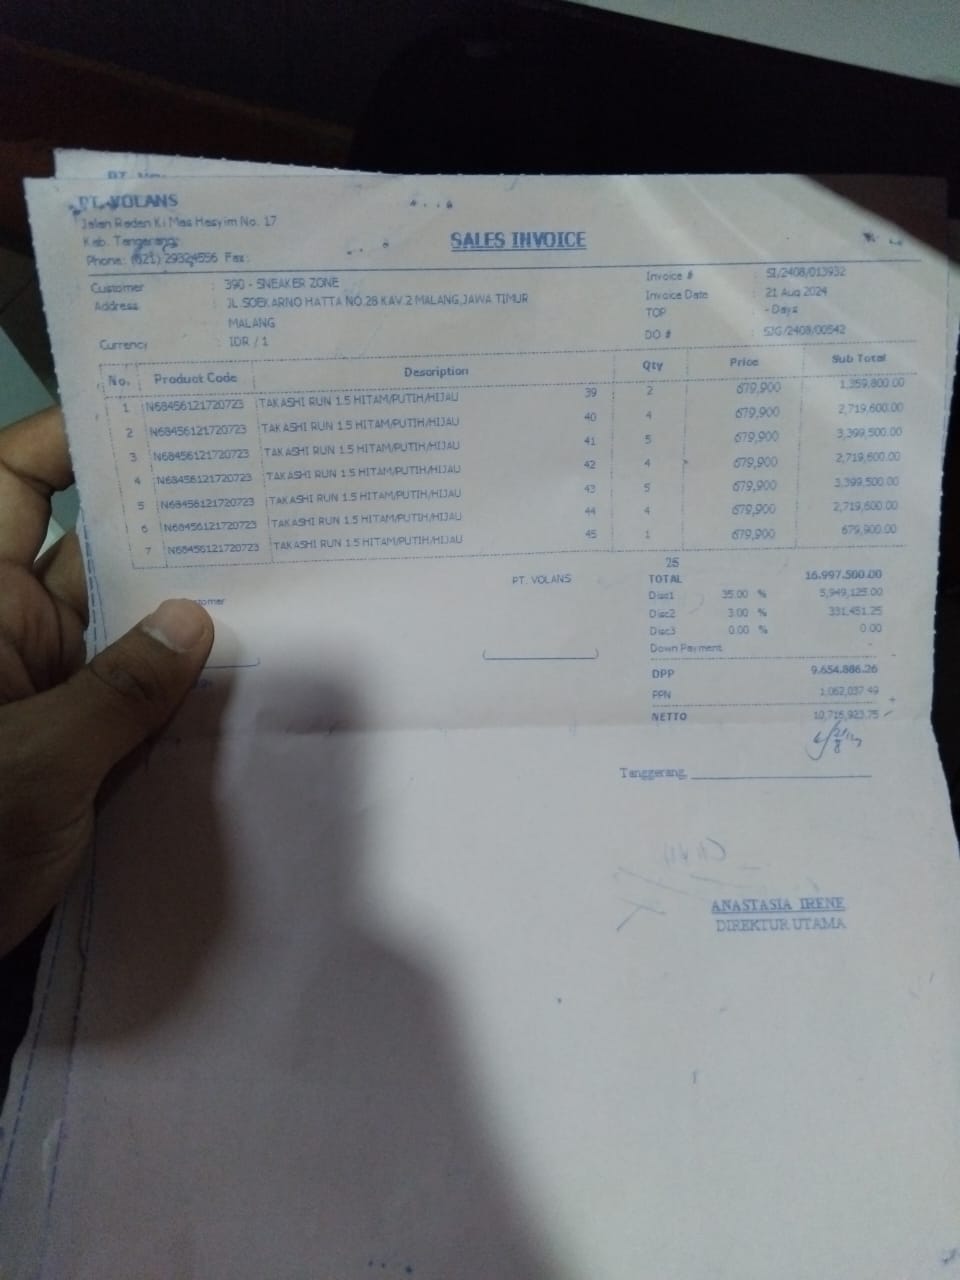 PT. VOLANS
Jalan Raden Ki Mas Hasyim No. 17
Kab. Tangerang
Phone: (021) 29324556 Fax:
SALES INVOICE
Customer : 390 - SNEAKER ZONE
Address : JL SOEKARNO HATTA NO.28 KAV 2 MALANG,JAWA TIMUR
MALANG
Currency : IDR / 1
Invoice # : SI/2408/013932
Invoice Date : 21 Aug 2024
TOP : - Days
DO # : SJG/2408/00542
No. Product Code Description Qty Price Sub Total
1 N68456121720723 TAKASHI RUN 1.5 HITAM/PUTIH/HIJAU 39 2 679,900 1,359,800.00
2 N68456121720723 TAKASHI RUN 1.5 HITAM/PUTIH/HIJAU 40 4 679,900 2,719,600.00
3 N68456121720723 TAKASHI RUN 1.5 HITAM/PUTIH/HIJAU 41 5 679,900 3,399,500.00
4 N68456121720723 TAKASHI RUN 1.5 HITAM/PUTIH/HIJAU 42 4 679,900 2,719,600.00
5 N68456121720723 TAKASHI RUN 1.5 HITAM/PUTIH/HIJAU 43 5 679,900 3,399,500.00
6 N68456121720723 TAKASHI RUN 1.5 HITAM/PUTIH/HIJAU 44 4 679,900 2,719,600.00
7 N68456121720723 TAKASHI RUN 1.5 HITAM/PUTIH/HIJAU 45 1 679,900 679,900.00
25
PT. VOLANS
TOTAL 16.997.500.00
Disc1 35.00 % 5,949,125.00
Disc2 3.00 % 331,451.25
Disc3 0.00 % 0.00
Down Payment -
DPP 9.654.886.26
PPN 1,062,037.49
NETTO 10,716,923.75
Tanggerang,
ANASTASIA IRENE
DIREKTUR UTAMA